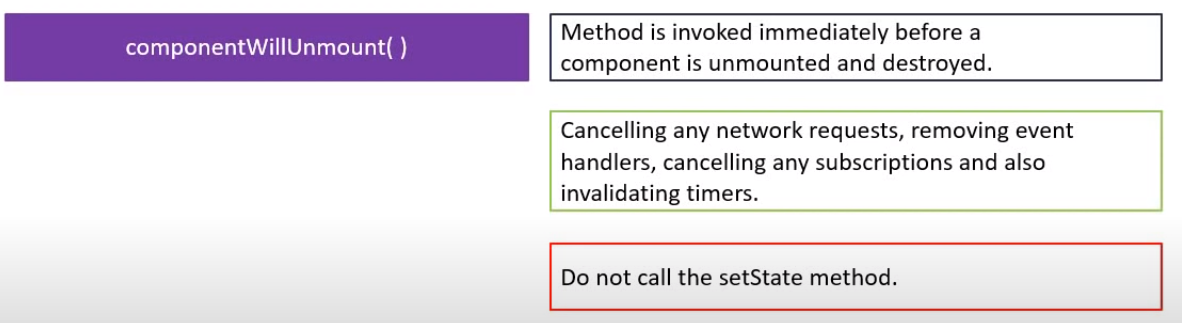 componentWillUnmount( )
Method is invoked immediately before a
component is unmounted and destroyed.
Cancelling any network requests, removing event
handlers, cancelling any subscriptions and also
invalidating timers.
Do not call the setState method.